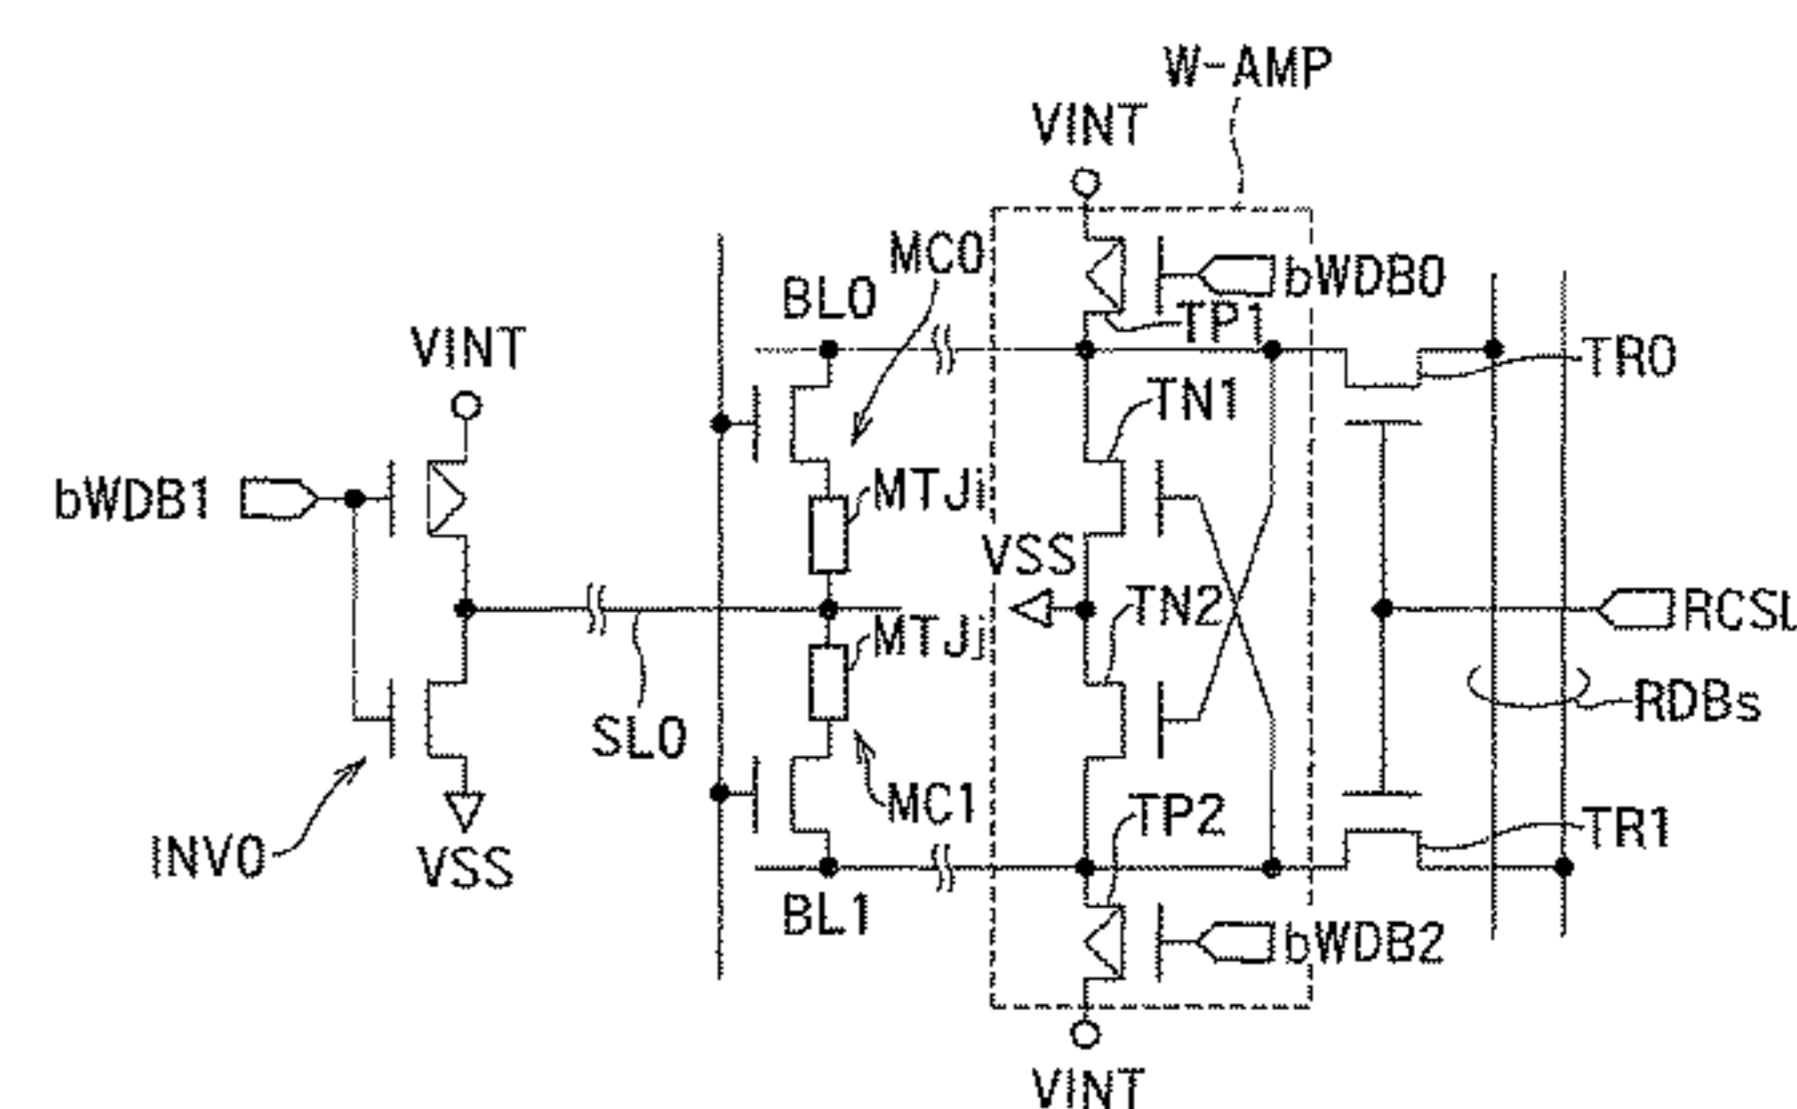 W-AMP
VINT
MC0
BL0
bWDB0
TP1
VINT
TR0
TN1
bWDB1
MTJi
VSS
TN2
RCSL
MTJj
SL0
RDBs
MC1
TP2
INV0
VSS
TR1
BL1
bWDB2
VINT